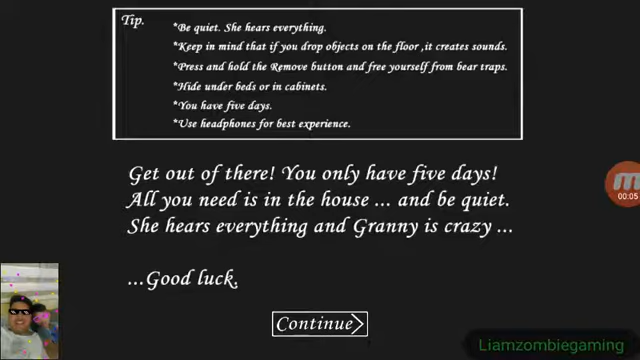 Tip.
*Be quiet. She hears everything.
*Keep in mind that if you drop objects on the floor ,it creates sounds.
*Press and hold the Remove button and free yourself from bear traps.
*Hide under beds or in cabinets.
*You have five days.
*Use headphones for best experience.
Get out of there! You only have five days!
All you need is in the house ... and be quiet.
She hears everything and Granny is crazy ...
...Good luck.
Continue
00:05
Liamzombiegaming